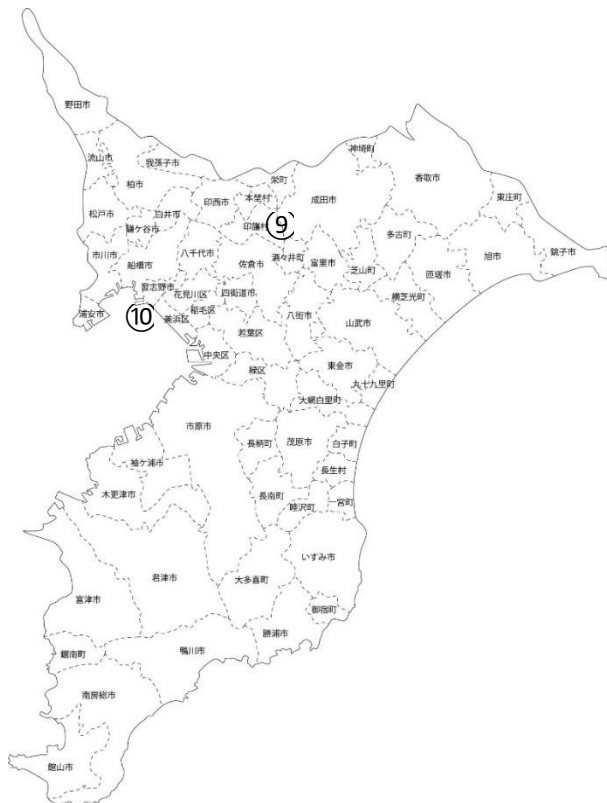 野田市
流山市
我孫子市
柏市
松戸市
鎌ケ谷市
白井市
印西市
本埜村
栄町
成田市
神崎町
香取市
東庄町
銚子市
旭市
匝瑳市
多古町
印旛村
⑨
市川市
船橋市
八千代市
佐倉市
酒々井町
富里市
芝山町
横芝光町
浦安市
⑩
習志野市
花見川区
四街道市
美浜区
稲毛区
若葉区
八街市
山武市
中央区
緑区
東金市
九十九里町
大網白里町
市原市
長柄町
茂原市
白子町
長生村
袖ケ浦市
木更津市
長南町
睦沢町
一宮町
いすみ市
富津市
君津市
大多喜町
御宿町
勝浦市
鋸南町
鴨川市
南房総市
館山市